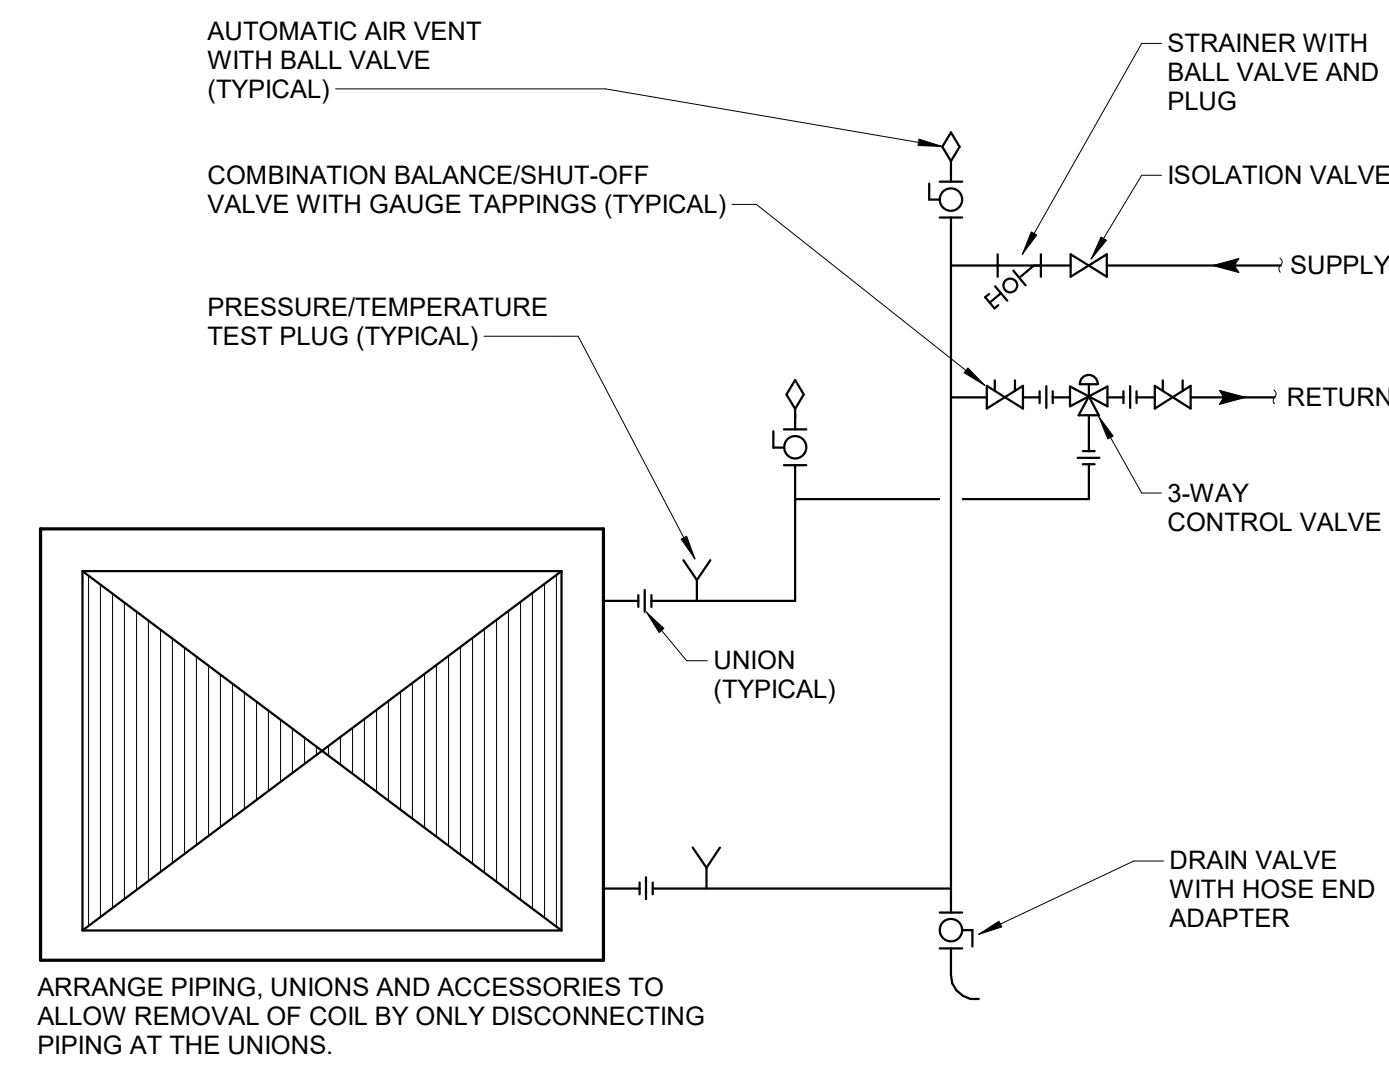 AUTOMATIC AIR VENT
WITH BALL VALVE
(TYPICAL)
STRAINER WITH
BALL VALVE AND
PLUG
COMBINATION BALANCE/SHUT-OFF
VALVE WITH GAUGE TAPPINGS (TYPICAL)
ISOLATION VALVE
SUPPLY
PRESSURE/TEMPERATURE
TEST PLUG (TYPICAL)
RETURN
3-WAY
CONTROL VALVE
UNION
(TYPICAL)
DRAIN VALVE
WITH HOSE END
ADAPTER
ARRANGE PIPING, UNIONS AND ACCESSORIES TO
ALLOW REMOVAL OF COIL BY ONLY DISCONNECTING
PIPING AT THE UNIONS.